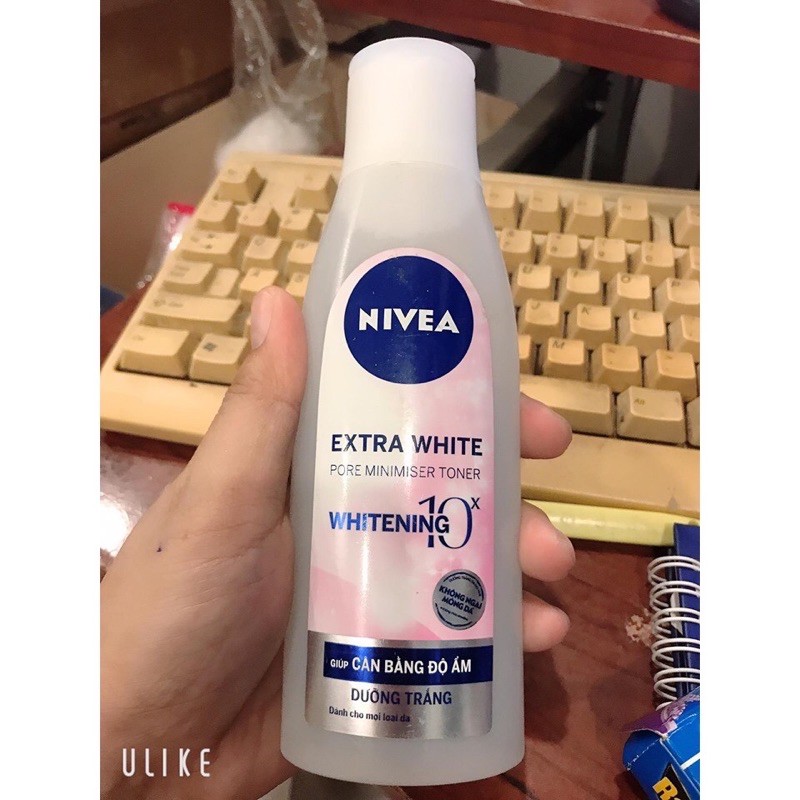 NIVEA
EXTRA WHITE
PORE MINIMISER TONER
WHITENING 10X
KHÔNG NGẠI
MỎNG DA
GIÚP CÂN BẰNG ĐỘ ẨM
DƯỠNG TRẮNG
Dành cho mọi loại da
ULIKE